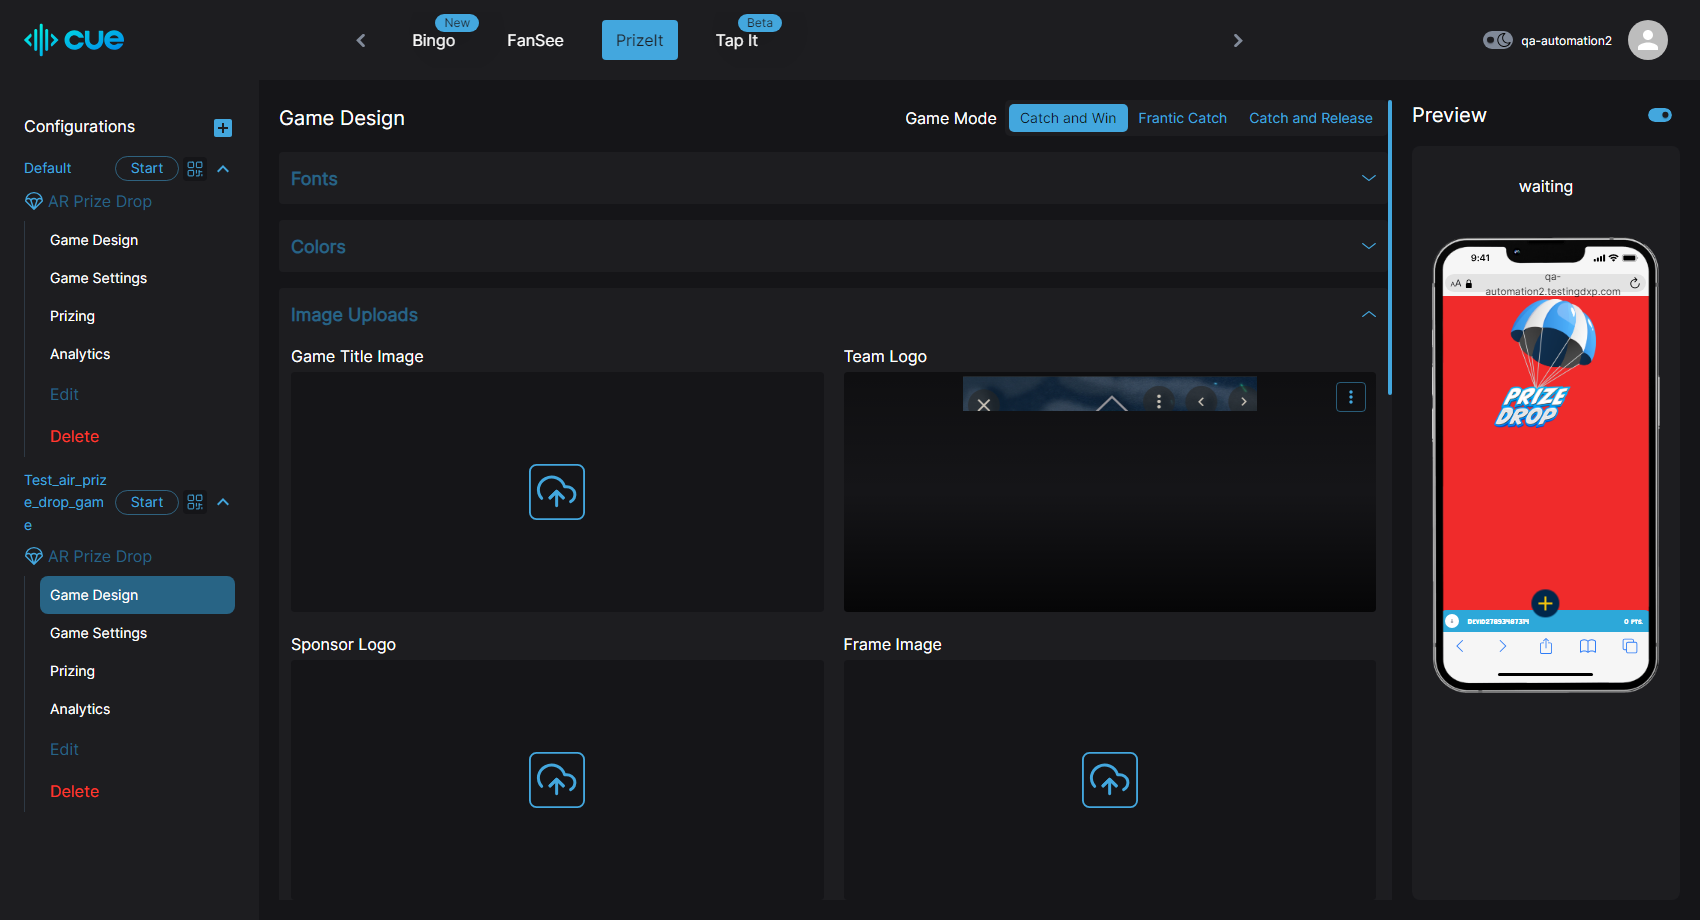 cue
New
Bingo
FanSee
PrizeIt
Beta
Tap It
qa-automation2
Configurations
Default
Start
AR Prize Drop
Game Design
Game Settings
Prizing
Analytics
Edit
Delete
Test_air_priz
e_drop_gam
e
Start
AR Prize Drop
Game Design
Game Settings
Prizing
Analytics
Edit
Delete
Game Design
Game Mode
Catch and Win
Frantic Catch
Catch and Release
Fonts
Colors
Image Uploads
Game Title Image
Team Logo
Sponsor Logo
Frame Image
Preview
waiting
9:41
AA
qa-
automation2.testingdxp.com
PRIZE
DROP
0 PTS.